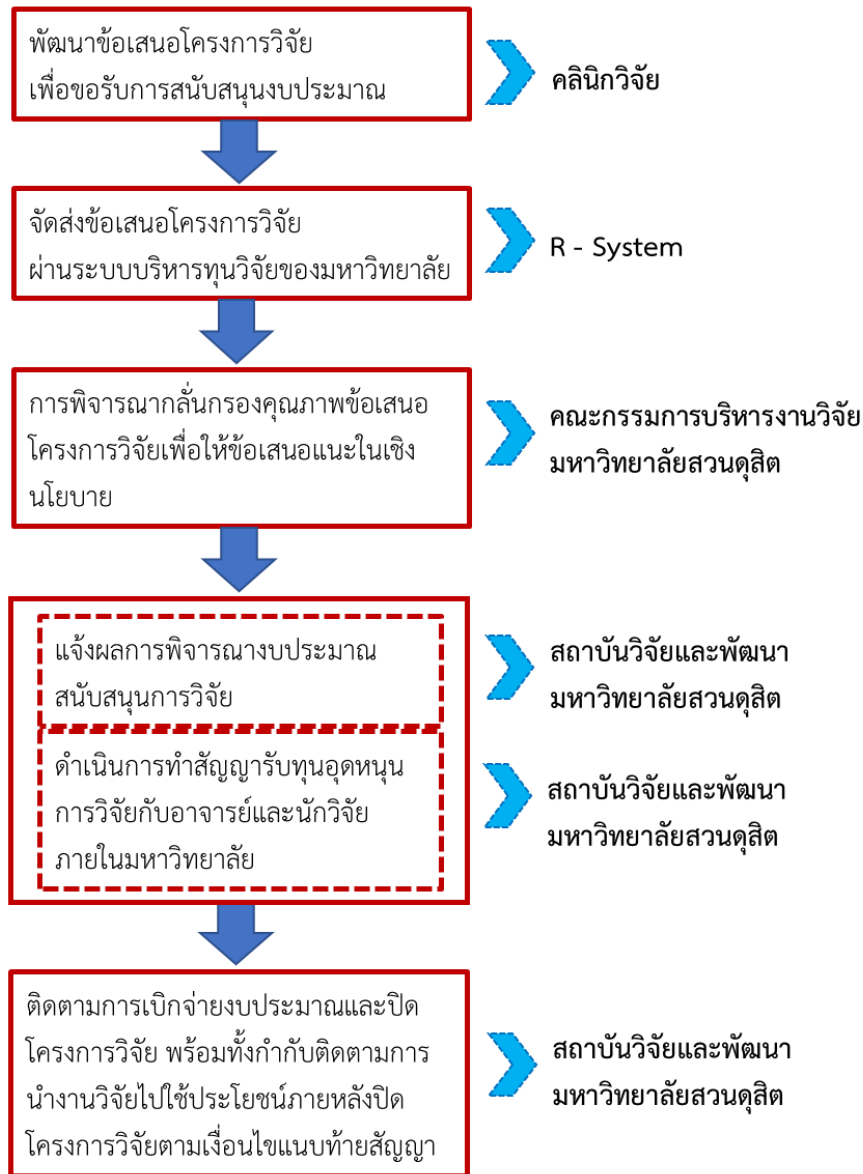 พัฒนาข้อเสนอโครงการวิจัย
เพื่อขอรับการสนับสนุนงบประมาณ
คลินิกวิจัย
จัดส่งข้อเสนอโครงการวิจัย
ผ่านระบบบริหารทุนวิจัยของมหาวิทยาลัย
R - System
การพิจารณากลั่นกรองคุณภาพข้อเสนอ
โครงการวิจัยเพื่อให้ข้อเสนอแนะในเชิง
นโยบาย
คณะกรรมการบริหารงานวิจัย
มหาวิทยาลัยสวนดุสิต
แจ้งผลการพิจารณางบประมาณ
สนับสนุนการวิจัย
สถาบันวิจัยและพัฒนา
มหาวิทยาลัยสวนดุสิต
ดำเนินการทำสัญญารับทุนอุดหนุน
การวิจัยกับอาจารย์และนักวิจัย
ภายในมหาวิทยาลัย
สถาบันวิจัยและพัฒนา
มหาวิทยาลัยสวนดุสิต
ติดตามการเบิกจ่ายงบประมาณและปิด
โครงการวิจัย พร้อมทั้งกำกับติดตามการ
นำงานวิจัยไปใช้ประโยชน์ภายหลังปิด
โครงการวิจัยตามเงื่อนไขแนบท้ายสัญญา
สถาบันวิจัยและพัฒนา
มหาวิทยาลัยสวนดุสิต